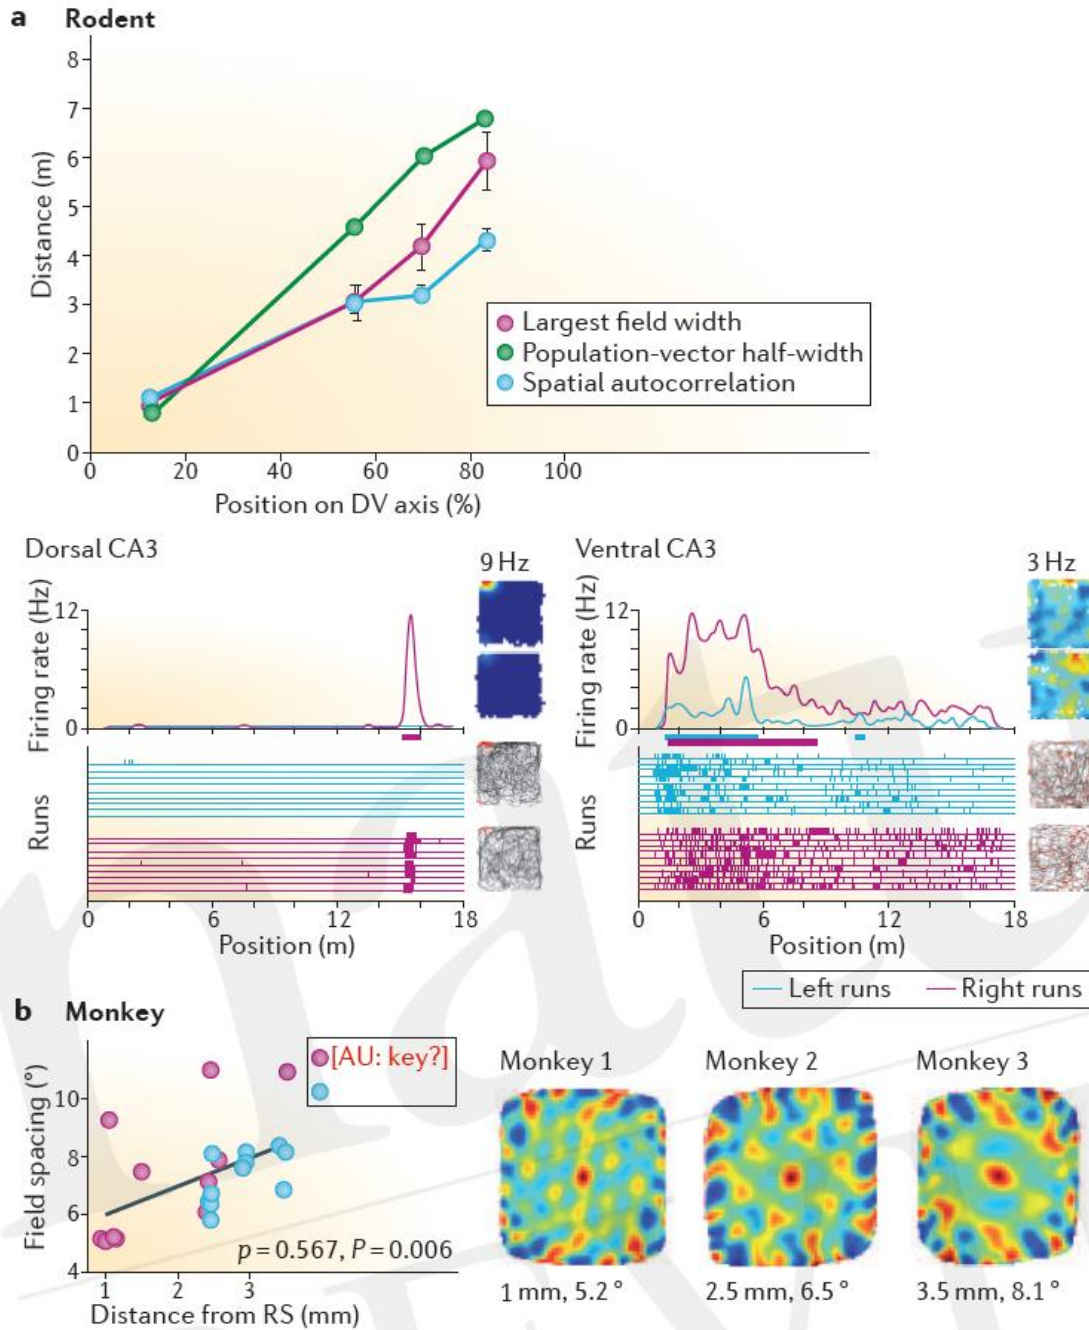 a Rodent
8
7
6
5
4
3
2
1
0
Distance (m)
Largest field width
Population-vector half-width
Spatial autocorrelation
0 20 40 60 80 100
Position on DV axis (%)
Dorsal CA3
9 Hz
12
0
Firing rate (Hz)
Runs
0 6 12 18
Position (m)
Ventral CA3
3 Hz
12
0
Firing rate (Hz)
Runs
0 6 12 18
Position (m)
Left runs Right runs
b Monkey
[AU: key?]
10
8
6
4
Field spacing (°)
p = 0.567, P = 0.006
1 2 3
Distance from RS (mm)
Monkey 1 Monkey 2 Monkey 3
1 mm, 5.2° 2.5 mm, 6.5° 3.5 mm, 8.1°